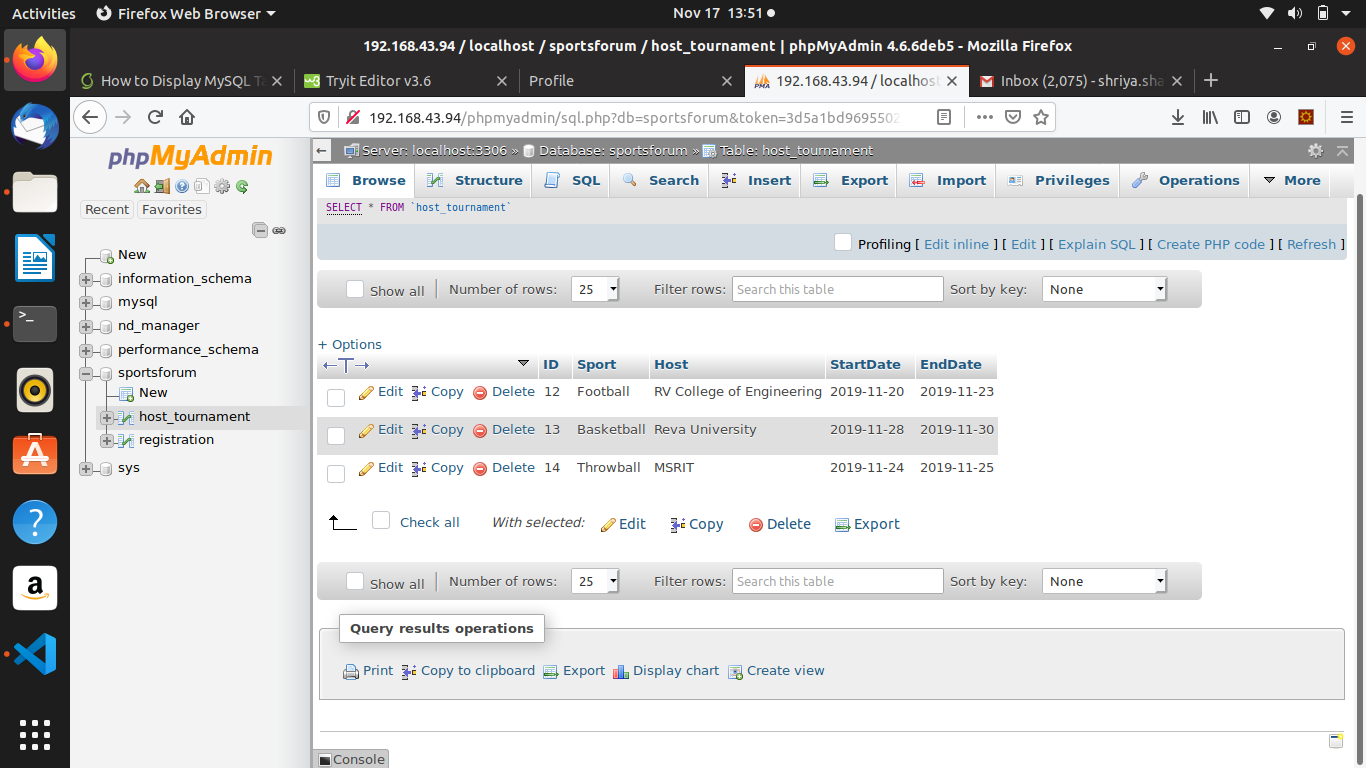 Activities Firefox Web Browser Nov 17 13:51
192.168.43.94 / localhost / sportsforum / host_tournament | phpMyAdmin 4.6.6deb5 - Mozilla Firefox
How to Display MySQL Ta Tryit Editor v3.6 Profile 192.168.43.94 / localhost Inbox (2,075) - shriya.sha
192.168.43.94/phpmyadmin/sql.php?db=sportsforum&token=3d5a1bd9695502
phpMyAdmin
Recent Favorites
New
information_schema
mysql
nd_manager
performance_schema
sportsforum
New
host_tournament
registration
sys
Server: localhost:3306 » Database: sportsforum » Table: host_tournament
Browse Structure SQL Search Insert Export Import Privileges Operations More
SELECT * FROM `host_tournament`
Profiling [ Edit inline ] [ Edit ] [ Explain SQL ] [ Create PHP code ] [ Refresh ]
Show all | Number of rows: 25 Filter rows: Search this table Sort by key: None
+ Options
←T→ ID Sport Host StartDate EndDate
Edit Copy Delete 12 Football RV College of Engineering 2019-11-20 2019-11-23
Edit Copy Delete 13 Basketball Reva University 2019-11-28 2019-11-30
Edit Copy Delete 14 Throwball MSRIT 2019-11-24 2019-11-25
Check all With selected: Edit Copy Delete Export
Show all | Number of rows: 25 Filter rows: Search this table Sort by key: None
Query results operations
Print Copy to clipboard Export Display chart Create view
Console